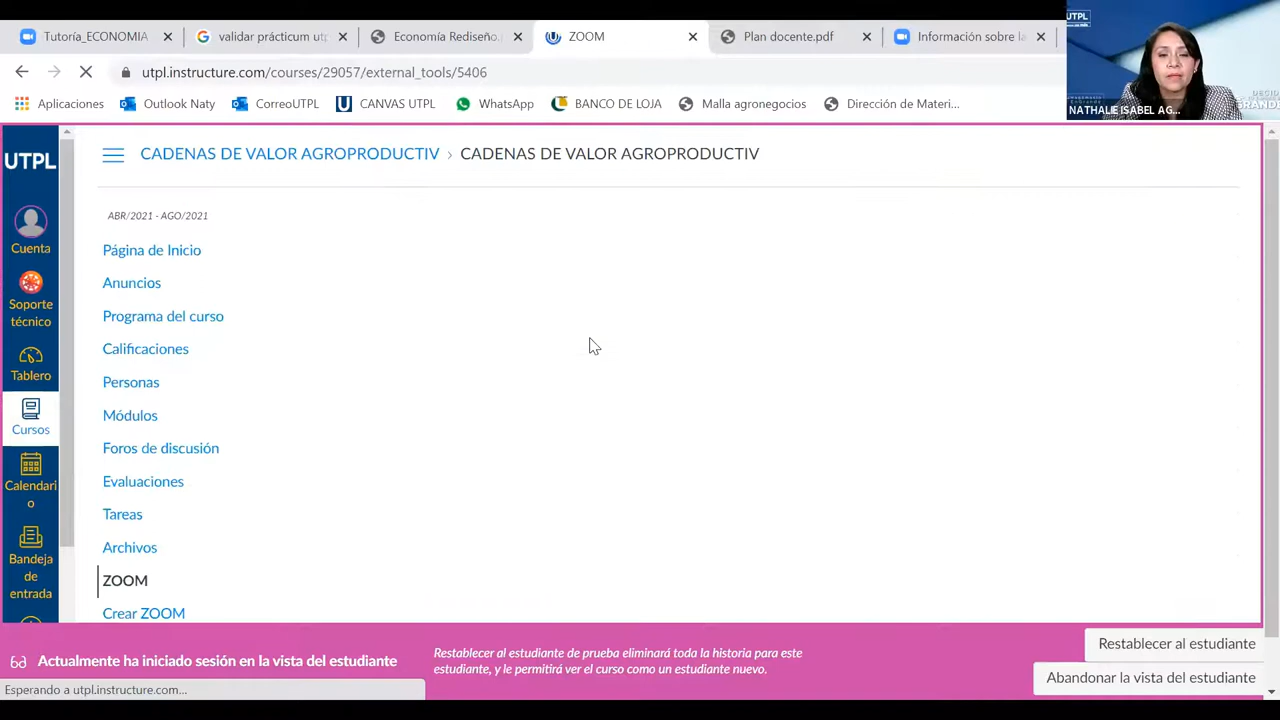 Tutoría_ECONOMIA
validar prácticum utp
Economía Rediseño.p
ZOOM
Plan docente.pdf
Información sobre la
utpl.instructure.com/courses/29057/external_tools/5406
Aplicaciones
Outlook Naty
CorreoUTPL
CANVAS UTPL
WhatsApp
BANCO DE LOJA
Malla agronegocios
Dirección de Materi...
UTPL
DECID
GRANDE
NATHALIE ISABEL AG...
UTPL
Cuenta
Soporte
técnico
Tablero
Cursos
Calendari
o
Bandeja
de
entrada
CADENAS DE VALOR AGROPRODUCTIV › CADENAS DE VALOR AGROPRODUCTIV
ABR/2021 - AGO/2021
Página de Inicio
Anuncios
Programa del curso
Calificaciones
Personas
Módulos
Foros de discusión
Evaluaciones
Tareas
Archivos
ZOOM
Crear ZOOM
Actualmente ha iniciado sesión en la vista del estudiante
Restablecer al estudiante de prueba eliminará toda la historia para este
estudiante, y le permitirá ver el curso como un estudiante nuevo.
Restablecer al estudiante
Abandonar la vista del estudiante
Esperando a utpl.instructure.com...